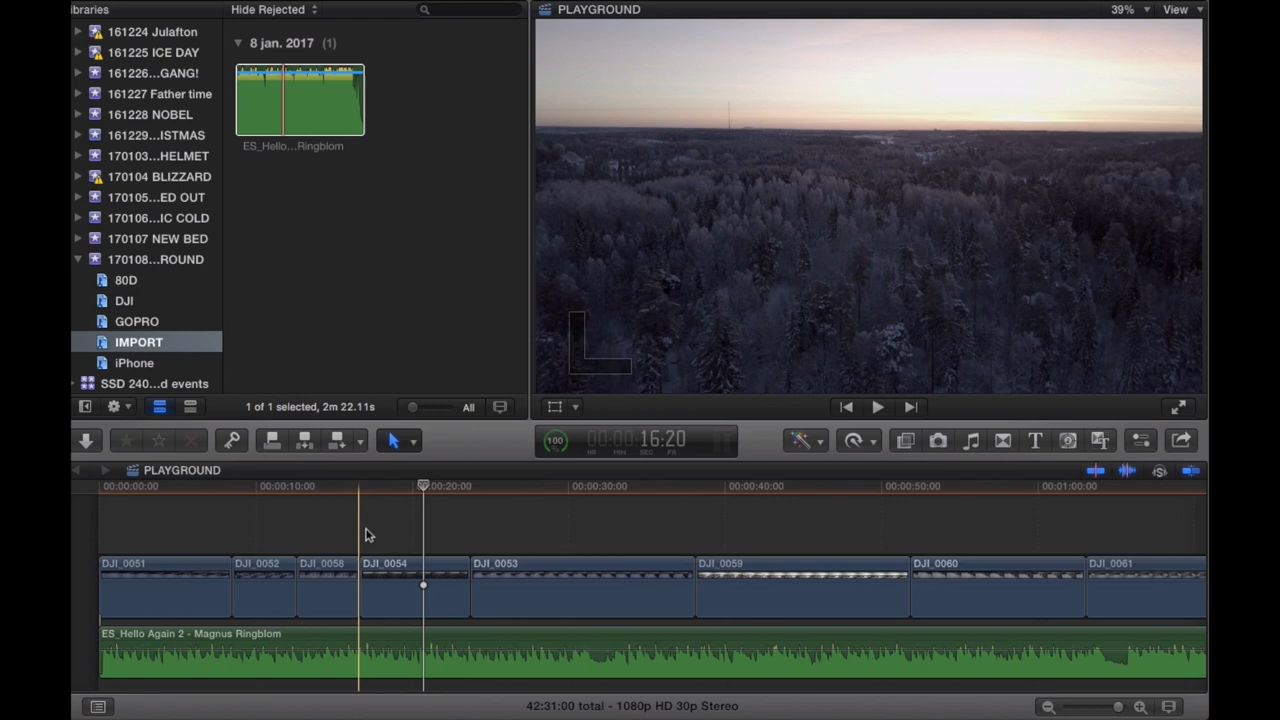 ibraries
161224 Julafton
161225 ICE DAY
161226...GANG!
161227 Father time
161228 NOBEL
161229...ISTMAS
170103...HELMET
170104 BLIZZARD
170105...ED OUT
170106...IC COLD
170107 NEW BED
170108...ROUND
80D
DJI
GOPRO
IMPORT
iPhone
SSD 240...d events
Hide Rejected
8 jan. 2017 (1)
ES_Hello...Ringblom
1 of 1 selected, 2m 22.11s
All
PLAYGROUND
39%
View
100
00:00:16:20
HR MIN SEC FR
PLAYGROUND
00:00:00:00
00:00:10:00
00:00:20:00
00:00:30:00
00:00:40:00
00:00:50:00
00:01:00:00
DJI_0051
DJI_0052
DJI_0058
DJI_0054
DJI_0053
DJI_0059
DJI_0060
DJI_0061
ES_Hello Again 2 - Magnus Ringblom
42:31:00 total - 1080p HD 30p Stereo